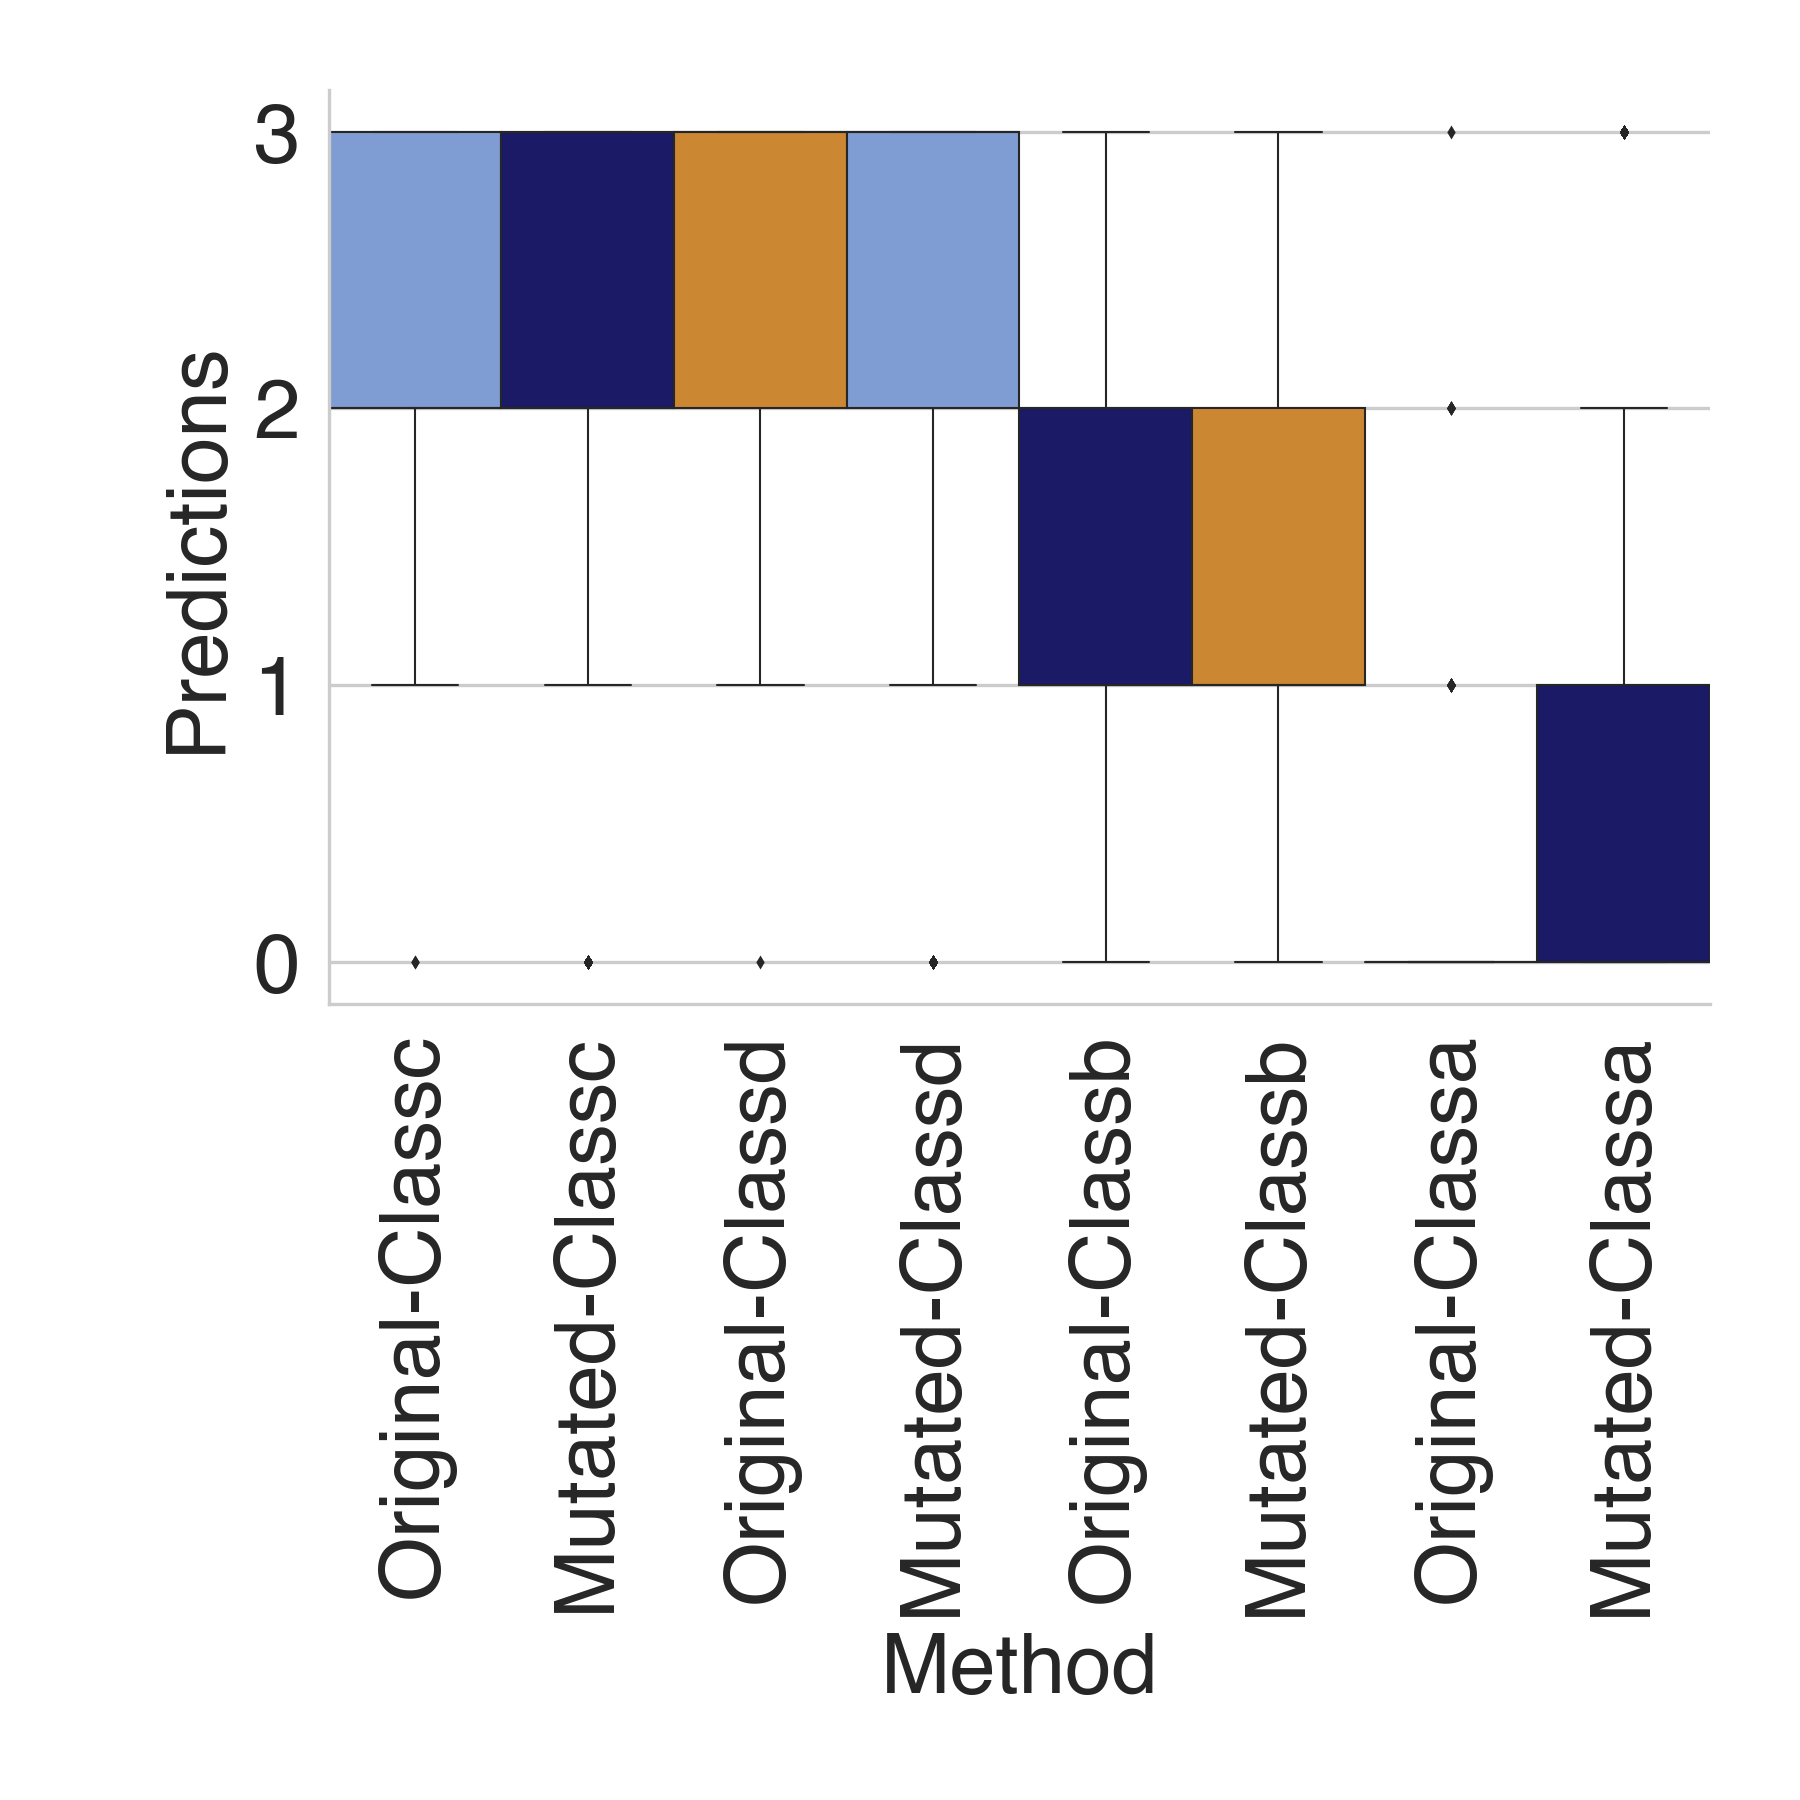 3
2
1
0
Predictions
Original-Classc
Mutated-Classc
Original-Classd
Mutated-Classd
Original-Classb
Mutated-Classb
Original-Classa
Mutated-Classa
Method